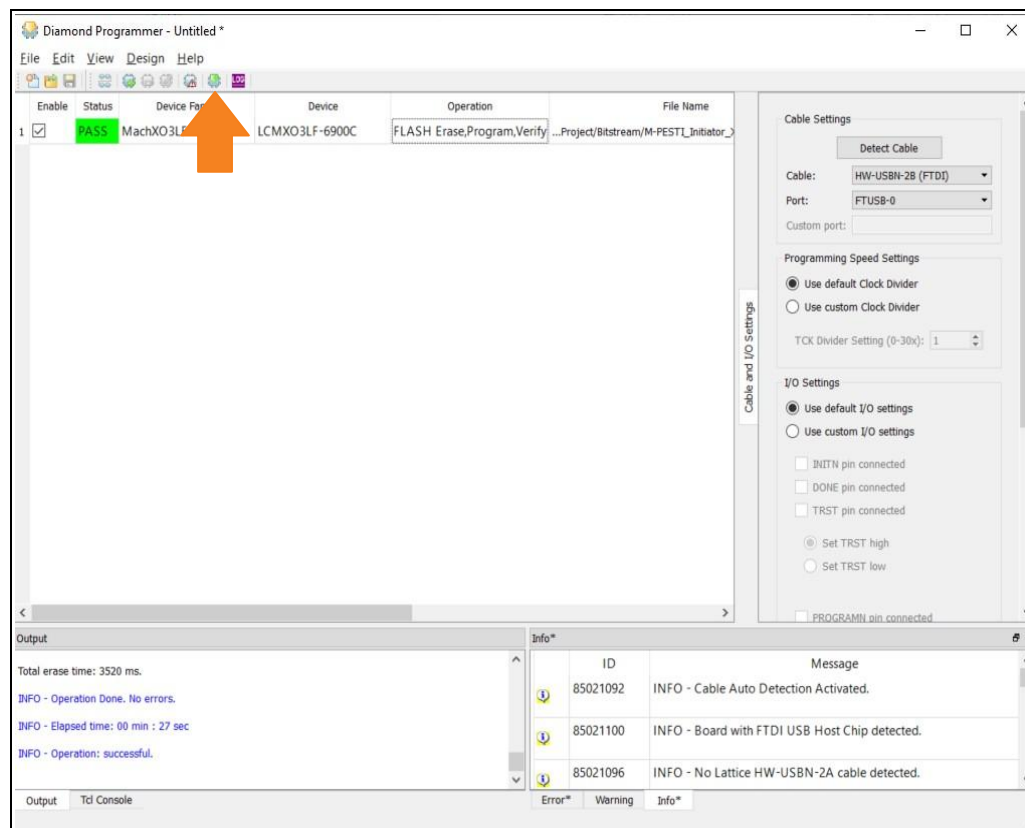 Diamond Programmer - Untitled *
File Edit View Design Help
LOG
Enable Status Device Device Operation File Name
1 PASS LCMXO3LF-6900C FLASH Erase,Program,Verify ...Project/Bitstream/M-PESTI_Initiator_
Cable Settings
Detect Cable
Cable: HW-USBN-2B (FTDI)
Port: FTUSB-0
Custom port:
Programming Speed Settings
Use default Clock Divider
Use custom Clock Divider
TCK Divider Setting (0-30x): 1
Cable and I/O Settings
I/O Settings
Use default I/O settings
Use custom I/O settings
INITN pin connected
DONE pin connected
TRST pin connected
Set TRST high
Set TRST low
PROGRAMN pin connected
Output
Total erase time: 3520 ms.
INFO - Operation Done. No errors.
INFO - Elapsed time: 00 min : 27 sec
INFO - Operation: successful.
Output Tcl Console
Info*
ID Message
85021092 INFO - Cable Auto Detection Activated.
85021100 INFO - Board with FTDI USB Host Chip detected.
85021096 INFO - No Lattice HW-USBN-2A cable detected.
Error* Warning Info*